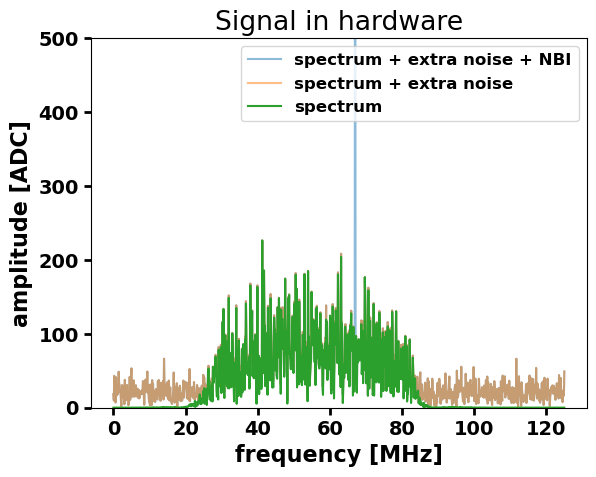 Signal in hardware
spectrum + extra noise + NBI
spectrum + extra noise
spectrum
amplitude [ADC]
500
400
300
200
100
0
0 20 40 60 80 100 120
frequency [MHz]